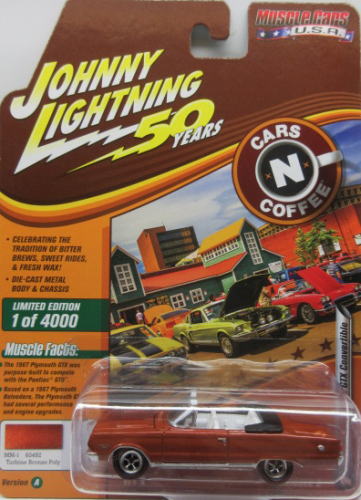 Muscle Cars
U.S.A.
JOHNNY
LIGHTNING
50 YEARS
CARS
N
COFFEE
• CELEBRATING THE
TRADITION OF BITTER
BREWS, SWEET RIDES,
& FRESH WAX!
• DIE-CAST METAL
BODY & CHASSIS
LIMITED EDITION
1 of 4000
Muscle Facts:
• The 1967 Plymouth GTX was
purpose built to compete
with the Pontiac® GTO®.
• Based on a 1967 Plymouth
Belvedere, The Plymouth
had several performance
and engine upgrades.
GTX Convertible
Turbine Bronze Poly
Version A